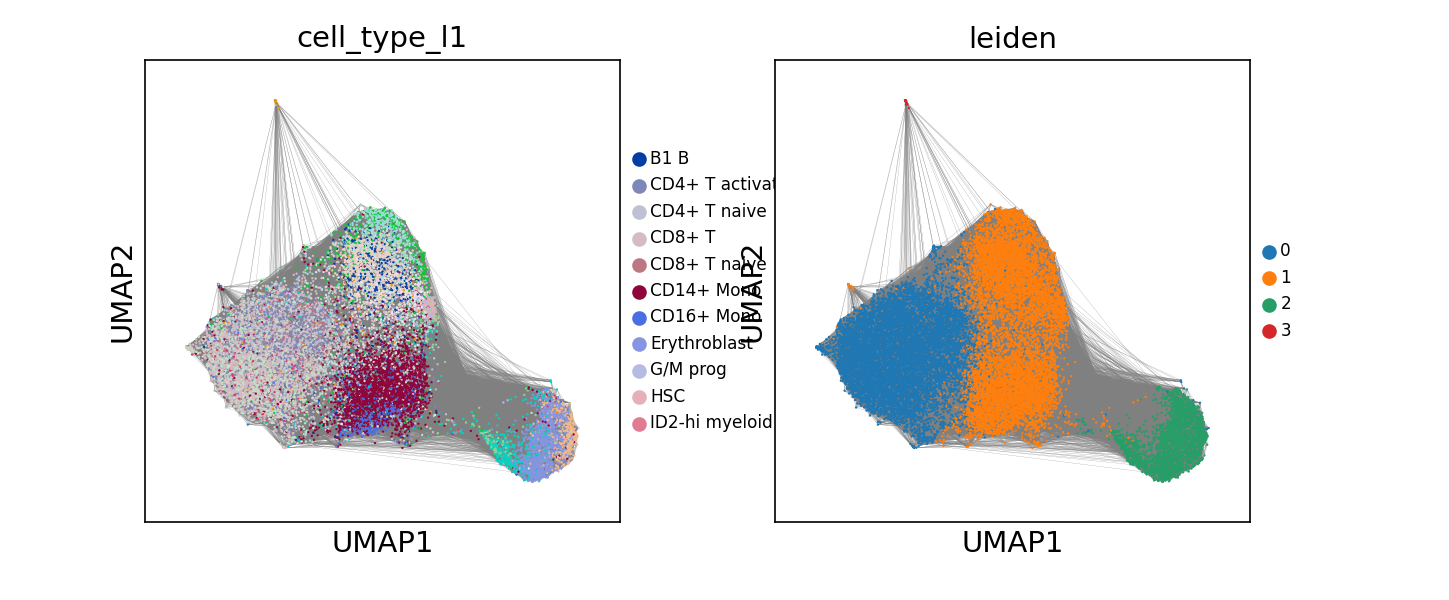 cell_type_l1
leiden
UMAP2
B1 B
CD4+ T activat
CD4+ T naive
CD8+ T
CD8+ T naive
CD14+ Mono
CD16+ Mono
Erythroblast
G/M prog
HSC
ID2-hi myeloid
UMAP2
0
1
2
3
UMAP1
UMAP1